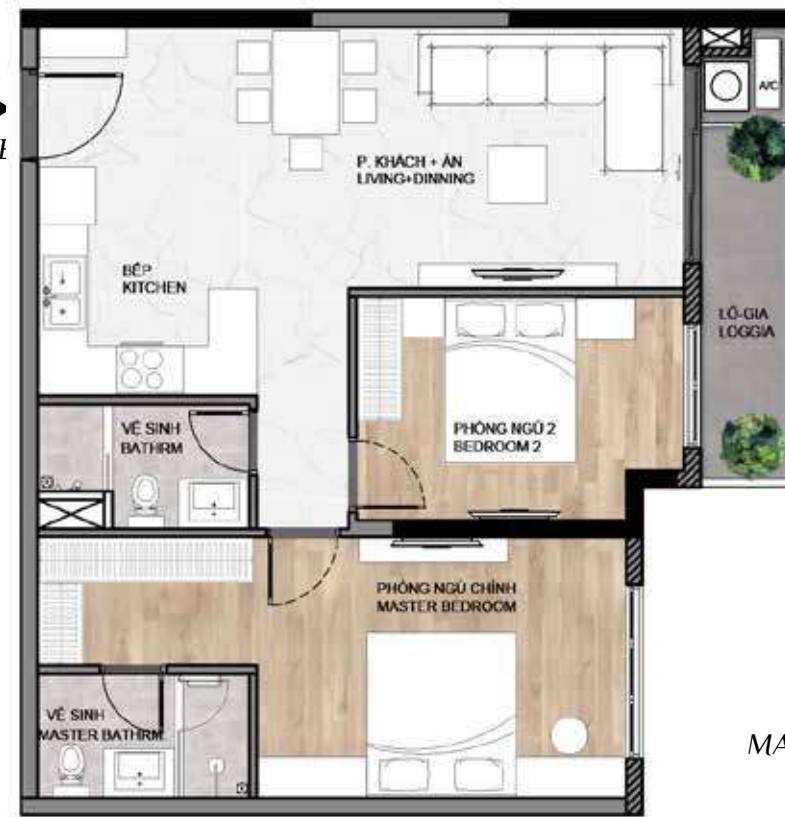 A/C
P. KHÁCH + ĂN
LIVING+DINNING
BẾP
KITCHEN
LÔ-GIA
LOGGIA
VỆ SINH
BATHRM
PHÒNG NGỦ 2
BEDROOM 2
PHÒNG NGỦ CHÍNH
MASTER BEDROOM
VỆ SINH
MASTER BATHRM
MA